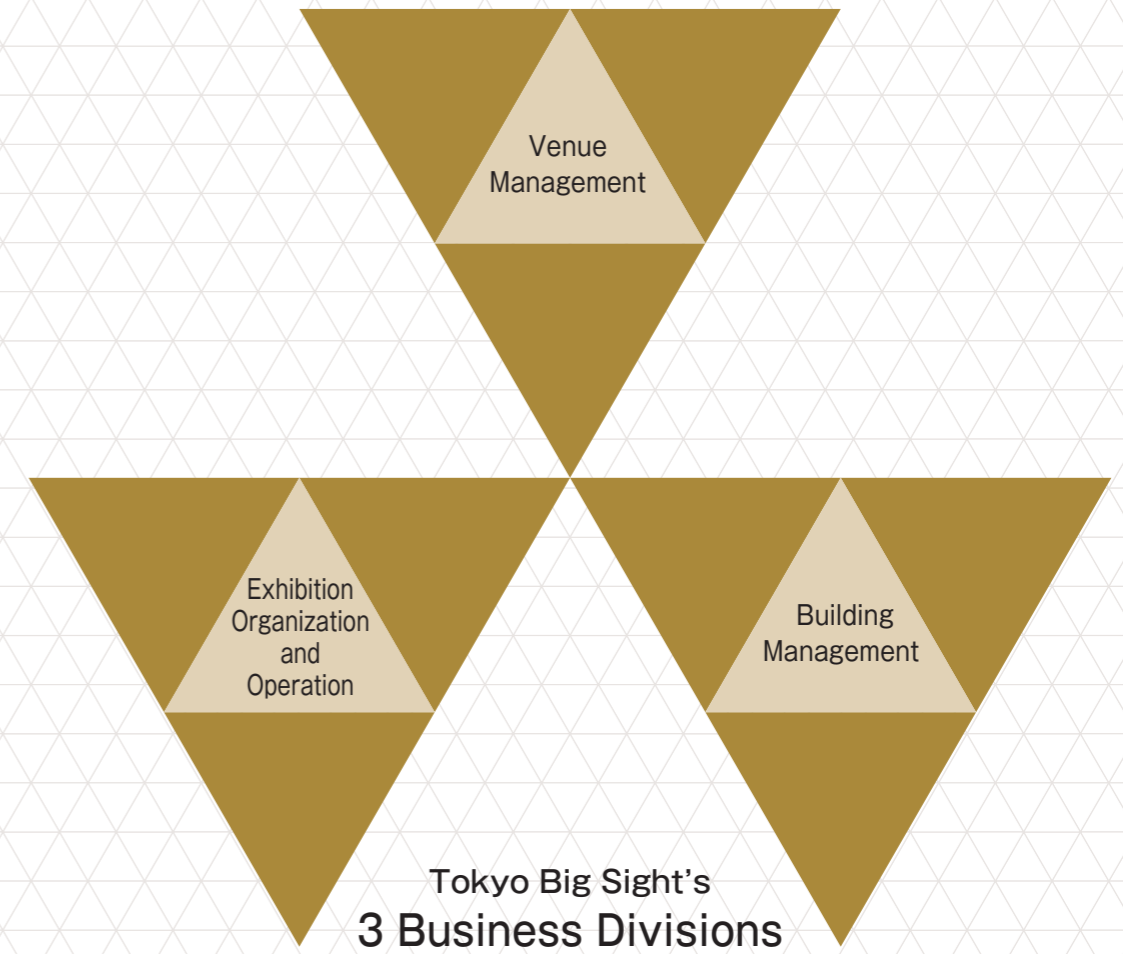 Venue
Management
Exhibition
Organization
and
Operation
Building
Management
Tokyo Big Sight’s
3 Business Divisions